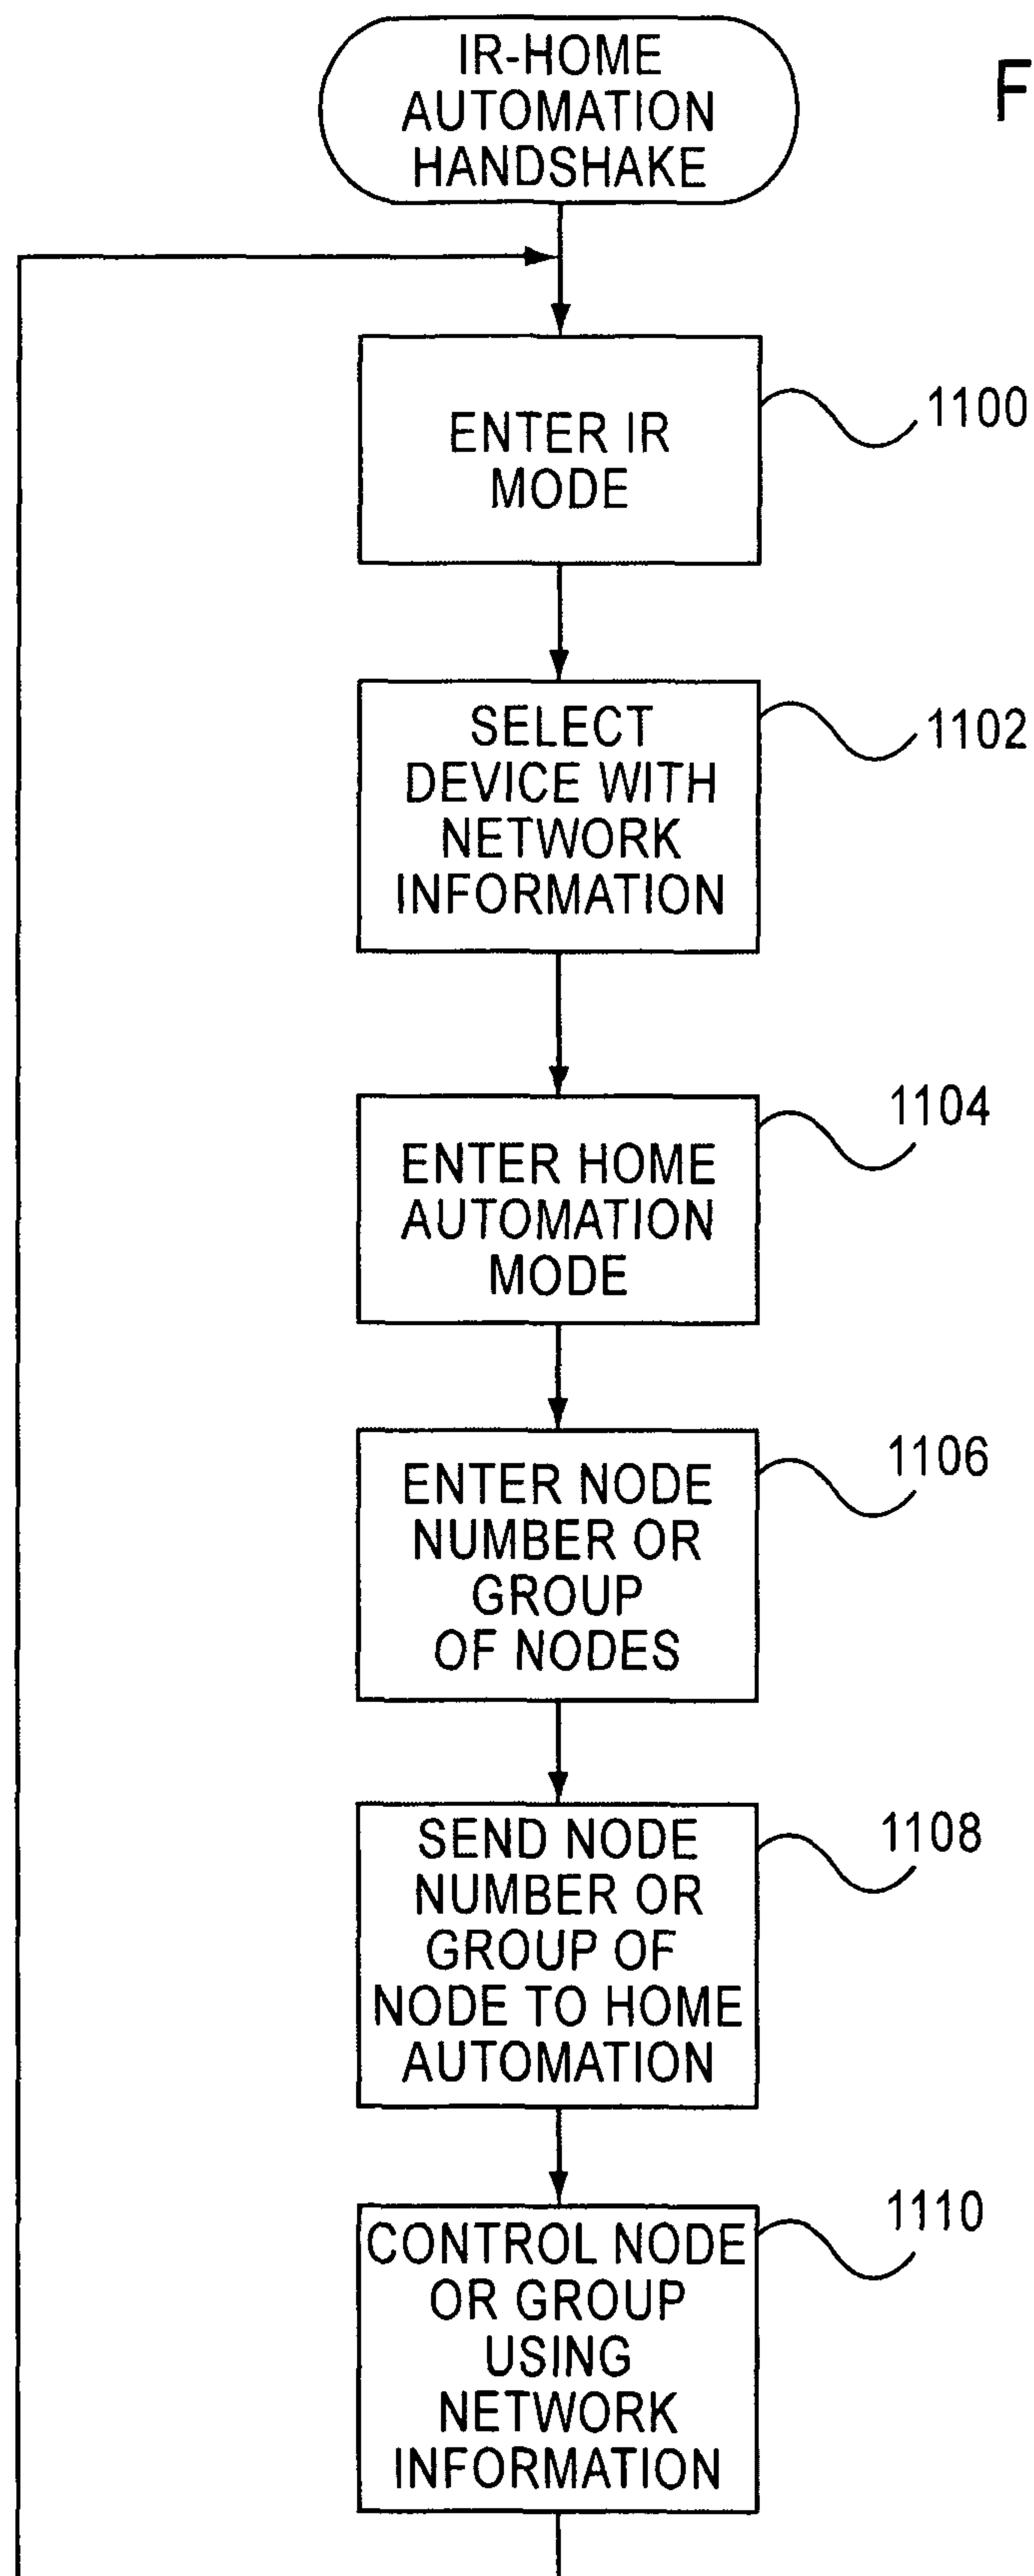 IR-HOME
AUTOMATION
HANDSHAKE
F
ENTER IR
MODE
1100
SELECT
DEVICE WITH
NETWORK
INFORMATION
1102
ENTER HOME
AUTOMATION
MODE
1104
ENTER NODE
NUMBER OR
GROUP
OF NODES
1106
SEND NODE
NUMBER OR
GROUP OF
NODE TO HOME
AUTOMATION
1108
CONTROL NODE
OR GROUP
USING
NETWORK
INFORMATION
1110